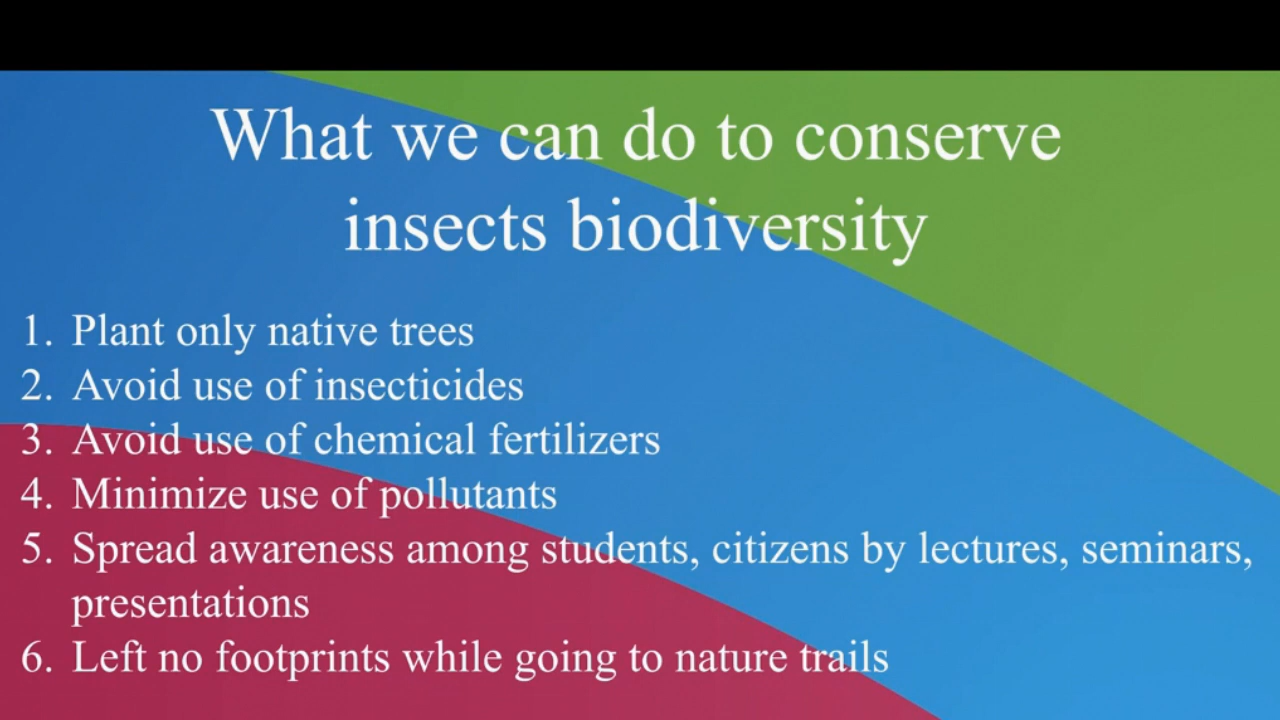 What we can do to conserve
insects biodiversity
1. Plant only native trees
2. Avoid use of insecticides
3. Avoid use of chemical fertilizers
4. Minimize use of pollutants
5. Spread awareness among students, citizens by lectures, seminars,
presentations
6. Left no footprints while going to nature trails